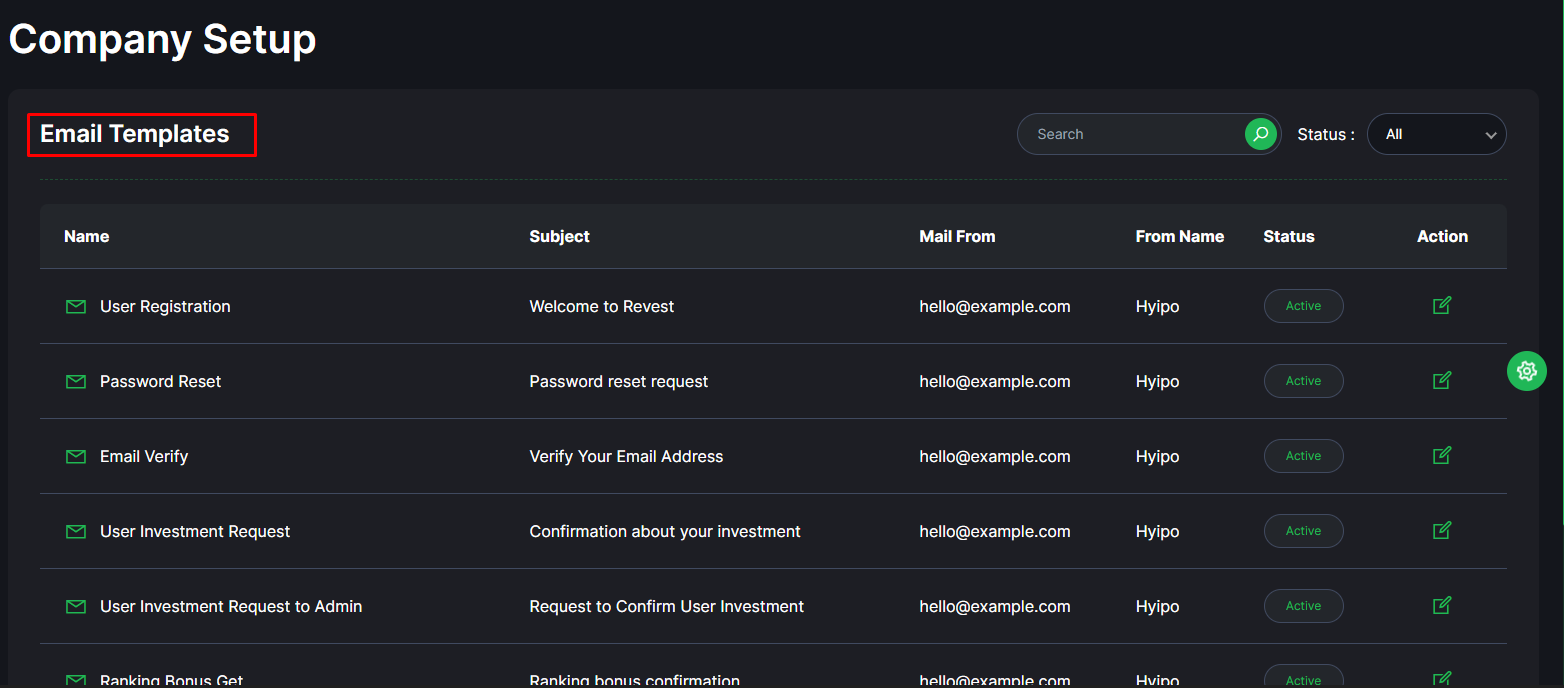 Company Setup
Email Templates
Search
Status :
All
Name Subject Mail From From Name Status Action
User Registration Welcome to Revest hello@example.com Hyipo Active
Password Reset Password reset request hello@example.com Hyipo Active
Email Verify Verify Your Email Address hello@example.com Hyipo Active
User Investment Request Confirmation about your investment hello@example.com Hyipo Active
User Investment Request to Admin Request to Confirm User Investment hello@example.com Hyipo Active
Ranking Bonus Get Ranking bonus confirmation hello@example.com Hyipo Active